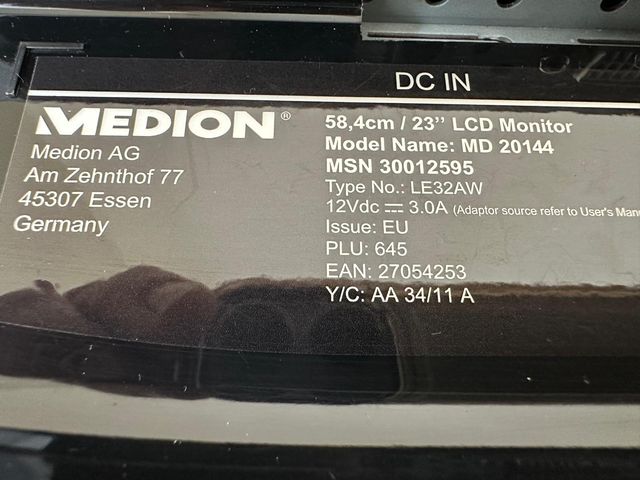 DC IN
MEDION®
Medion AG
Am Zehnthof 77
45307 Essen
Germany
58,4cm / 23’’ LCD Monitor
Model Name: MD 20144
MSN 30012595
Type No.: LE32AW
12Vdc ⎓ 3.0A (Adaptor source refer to User's Manu
Issue: EU
PLU: 645
EAN: 27054253
Y/C: AA 34/11 A